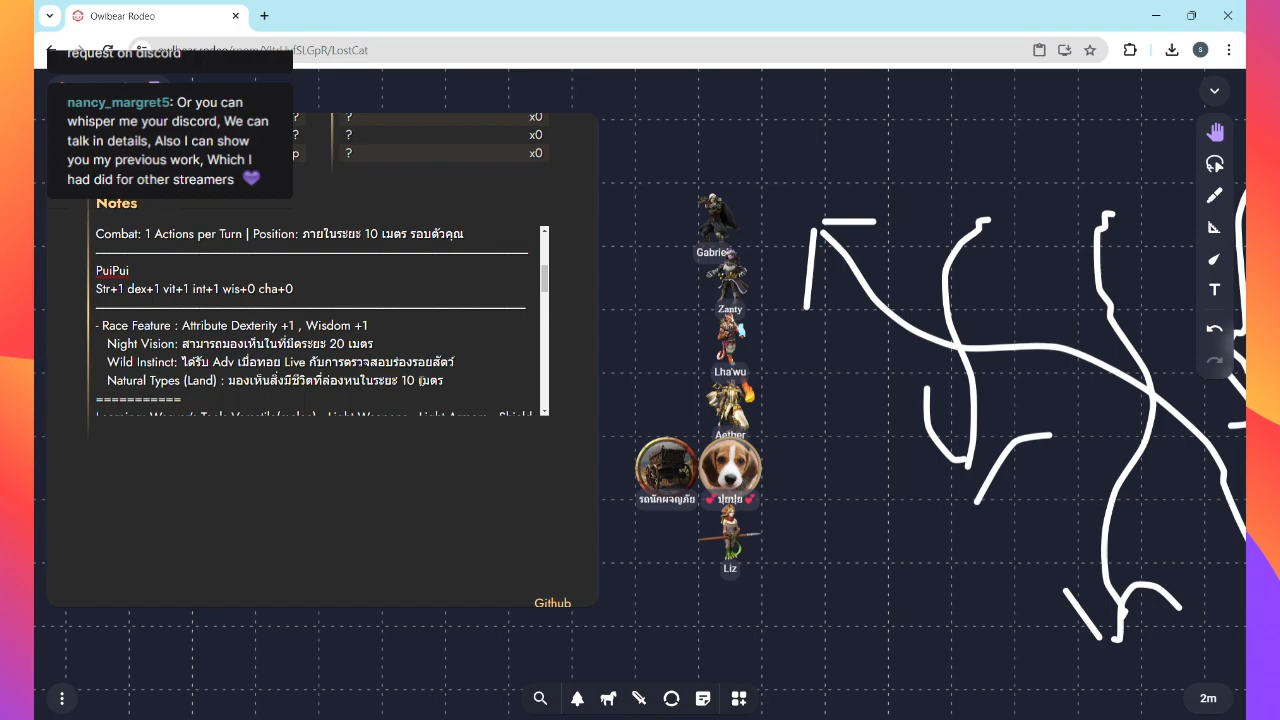 Owlbear Rodeo
request on discord
nancy_margret5: Or you can
whisper me your discord, We can
talk in details, Also I can show
you my previous work, Which I
had did for other streamers 💜
? ? x0
? ? x0
p ? x0
Notes
Combat: 1 Actions per Turn | Position: ภายในระยะ 10 เมตร รอบตัวคุณ
PuiPui
Str+1 dex+1 vit+1 int+1 wis+0 cha+0
- Race Feature : Attribute Dexterity +1 , Wisdom +1
Night Vision: สามารถมองเห็นในที่มืดระยะ 20 เมตร
Wild Instinct: ได้รับ Adv เมื่อทอย Live กับการตรวจสอบร่องรอยสัตว์
Natural Types (Land) : มองเห็นสิ่งมีชีวิตที่ล่องหนในระยะ 10 เมตร
===========
Github
Zanty
Lha'wu
Aether
รถนักผจญภัย
💕ปุยปุย💕
Liz
T
S
2m